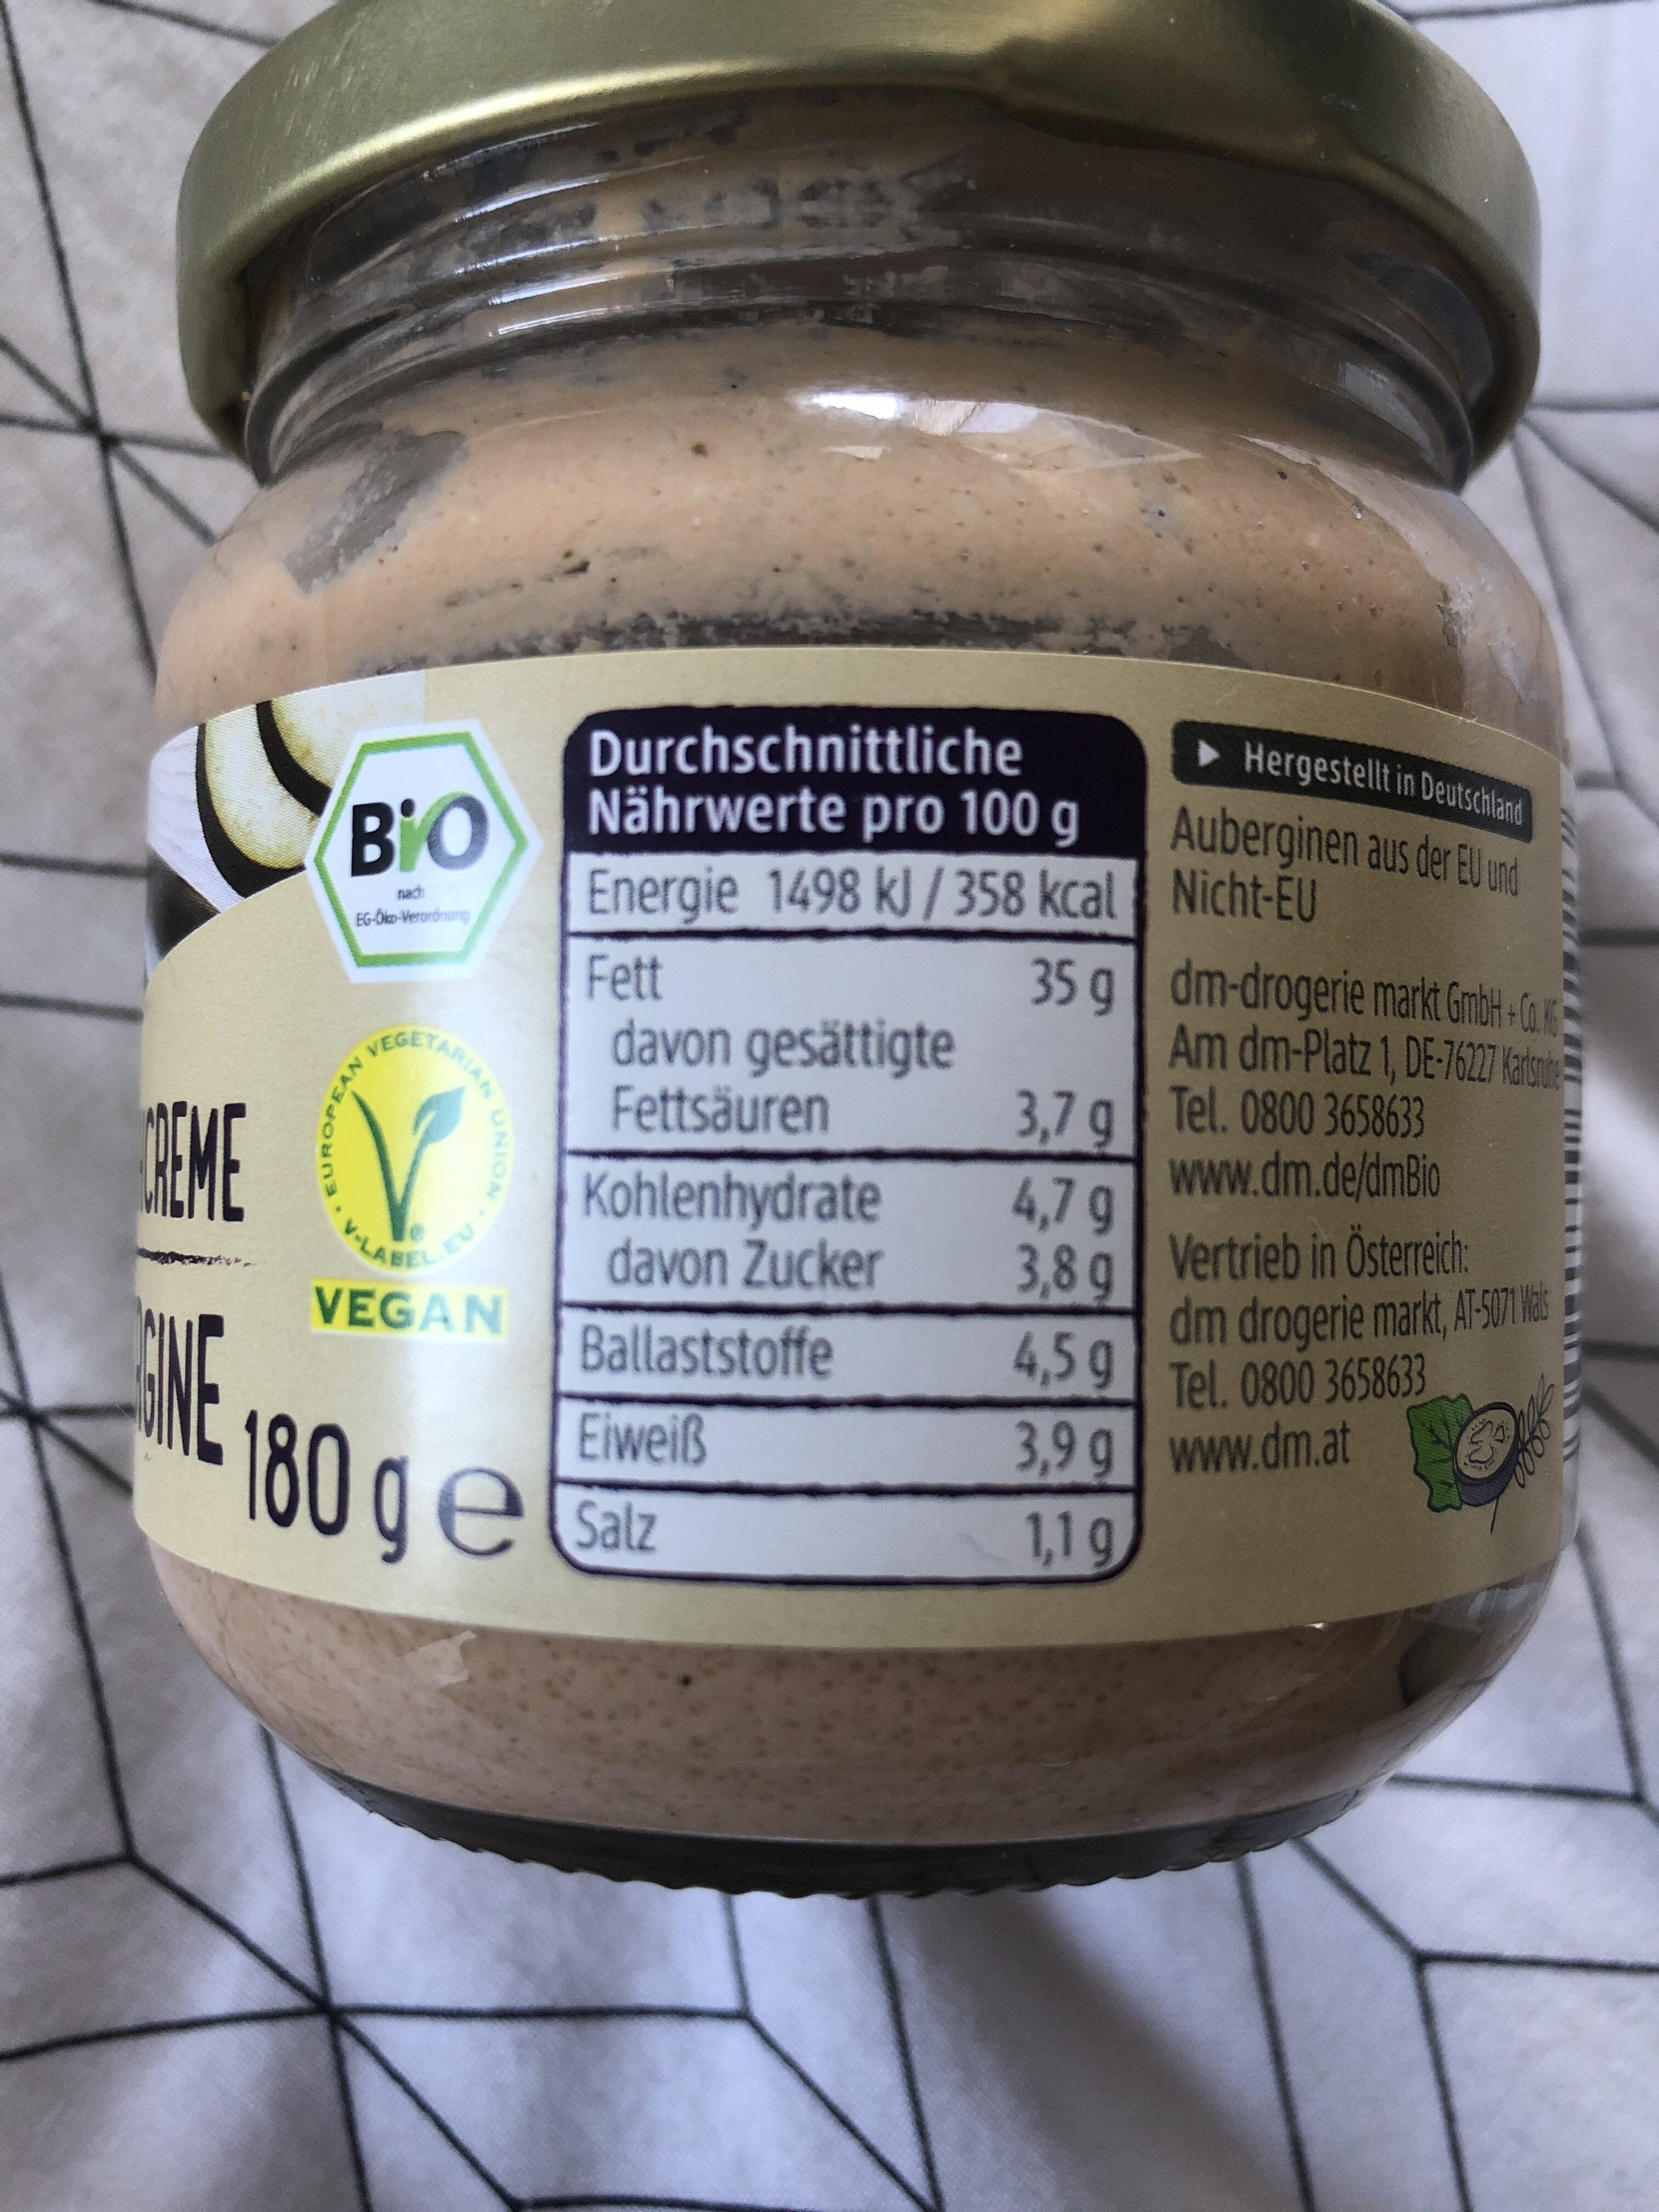 BiO
nach
EG-Öko-Verordnung
EUROPEAN VEGETARIAN UNION
V-LABEL.EU
VEGAN
CREME
GINE
180 g e
Durchschnittliche
Nährwerte pro 100 g
Energie 1498 kJ / 358 kcal
Fett 35 g
davon gesättigte
Fettsäuren 3,7 g
Kohlenhydrate 4,7 g
davon Zucker 3,8 g
Ballaststoffe 4,5 g
Eiweiß 3,9 g
Salz 1,1 g
Hergestellt in Deutschland
Auberginen aus der EU und
Nicht-EU
dm-drogerie markt GmbH + Co. KG
Am dm-Platz 1, DE-76227 Karlsruhe
Tel. 0800 3658633
www.dm.de/dmBio
Vertrieb in Österreich:
dm drogerie markt, AT-5071 Wals
Tel. 0800 3658633
www.dm.at